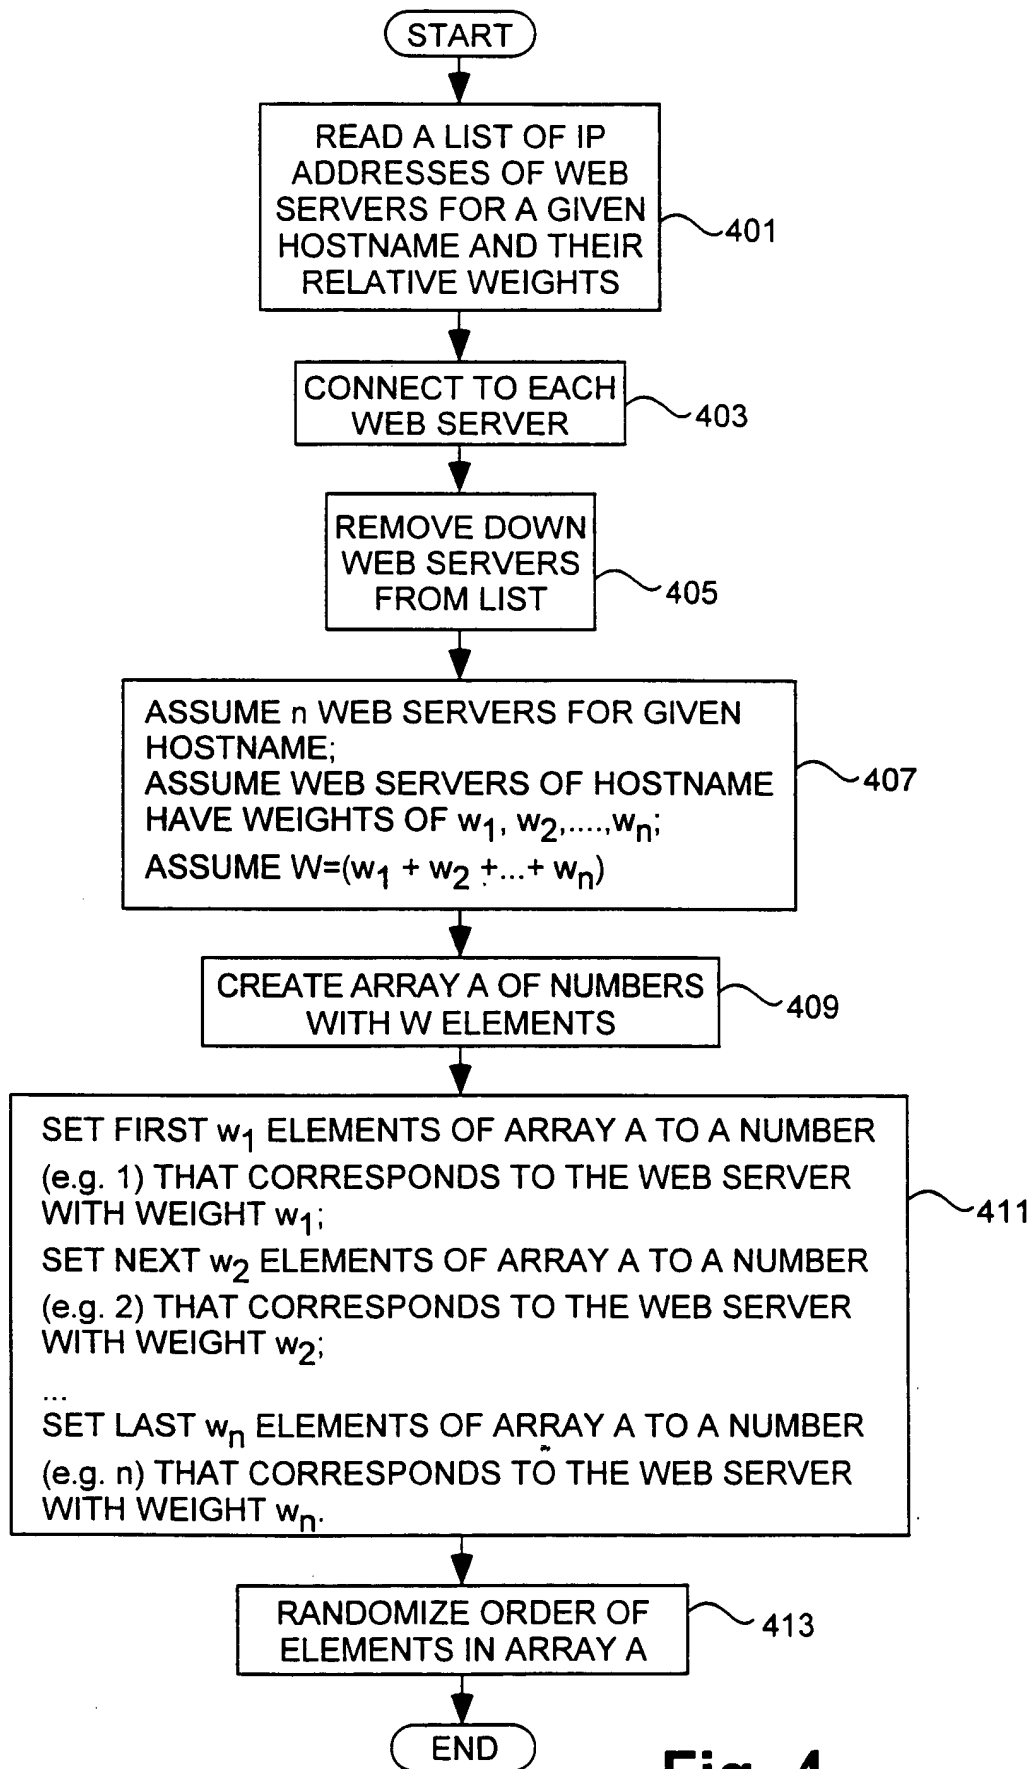 START
READ A LIST OF IP
ADDRESSES OF WEB
SERVERS FOR A GIVEN
HOSTNAME AND THEIR
RELATIVE WEIGHTS
401
CONNECT TO EACH
WEB SERVER
403
REMOVE DOWN
WEB SERVERS
FROM LIST
405
ASSUME n WEB SERVERS FOR GIVEN
HOSTNAME;
ASSUME WEB SERVERS OF HOSTNAME
HAVE WEIGHTS OF w1, w2,....,wn;
ASSUME W=(w1 + w2 +...+ wn)
407
CREATE ARRAY A OF NUMBERS
WITH W ELEMENTS
409
SET FIRST w1 ELEMENTS OF ARRAY A TO A NUMBER
(e.g. 1) THAT CORRESPONDS TO THE WEB SERVER
WITH WEIGHT w1;
SET NEXT w2 ELEMENTS OF ARRAY A TO A NUMBER
(e.g. 2) THAT CORRESPONDS TO THE WEB SERVER
WITH WEIGHT w2;
...
SET LAST wn ELEMENTS OF ARRAY A TO A NUMBER
(e.g. n) THAT CORRESPONDS TO THE WEB SERVER
WITH WEIGHT wn.
411
RANDOMIZE ORDER OF
ELEMENTS IN ARRAY A
413
END
Fig. 4